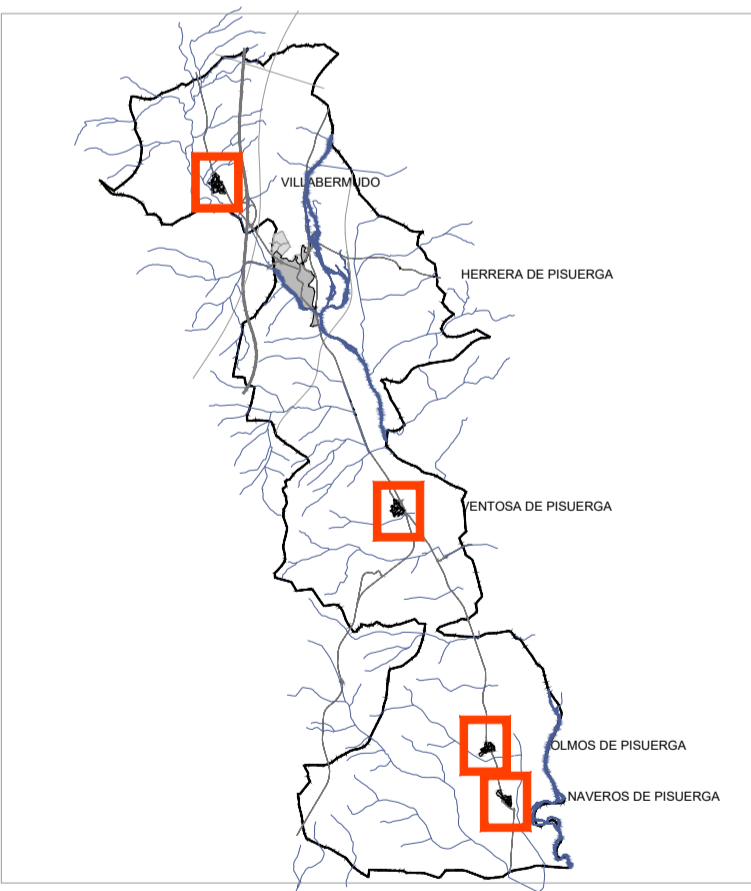 VILLABERMUDO
HERRERA DE PISUERGA
VENTOSA DE PISUERGA
OLMOS DE PISUERGA
NAVEROS DE PISUERGA